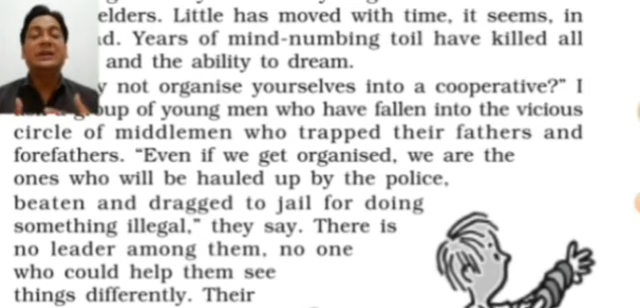 elders. Little has moved with time, it seems, in
d. Years of mind-numbing toil have killed all
and the ability to dream.
y not organise yourselves into a cooperative?” I
group of young men who have fallen into the vicious
circle of middlemen who trapped their fathers and
forefathers. “Even if we get organised, we are the
ones who will be hauled up by the police,
beaten and dragged to jail for doing
something illegal,” they say. There is
no leader among them, no one
who could help them see
things differently. Their